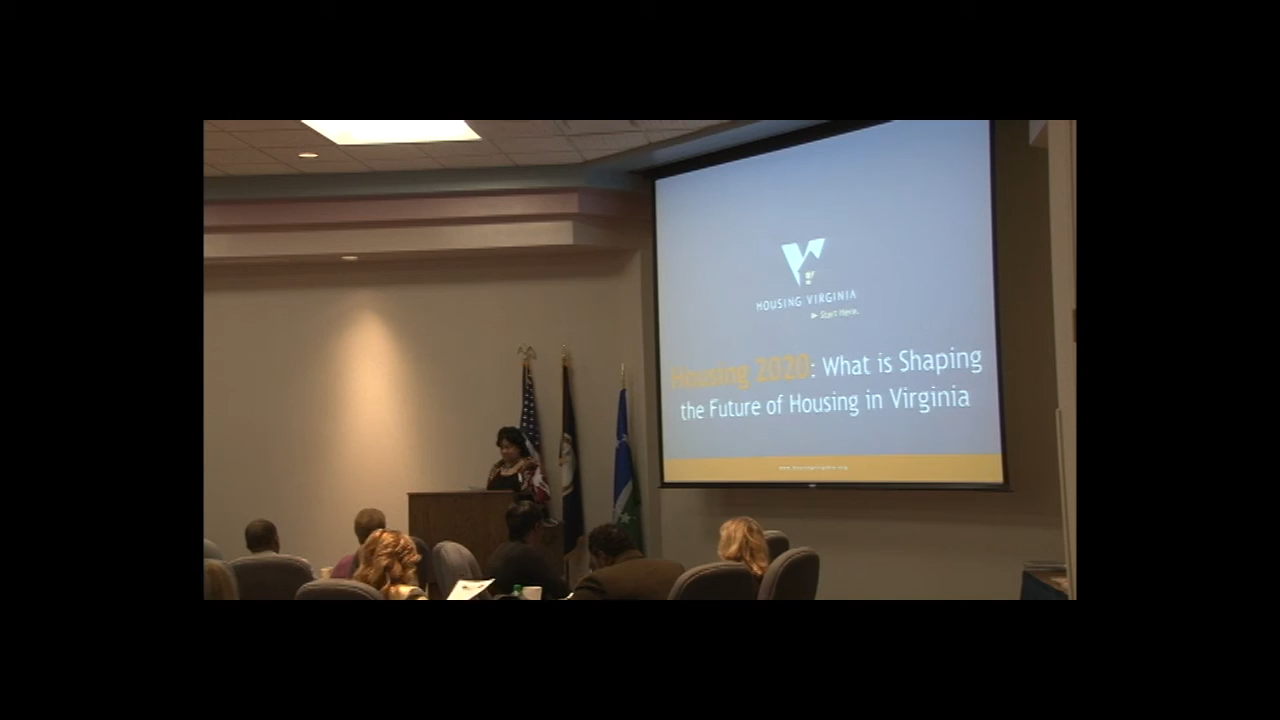 HOUSING VIRGINIA
Start Here.
Housing 2020: What is Shaping
the Future of Housing in Virginia